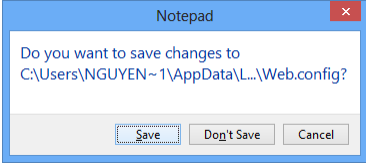 Notepad
Do you want to save changes to
C:\Users\NGUYEN~1\AppData\L...\Web.config?
Save
Don't Save
Cancel